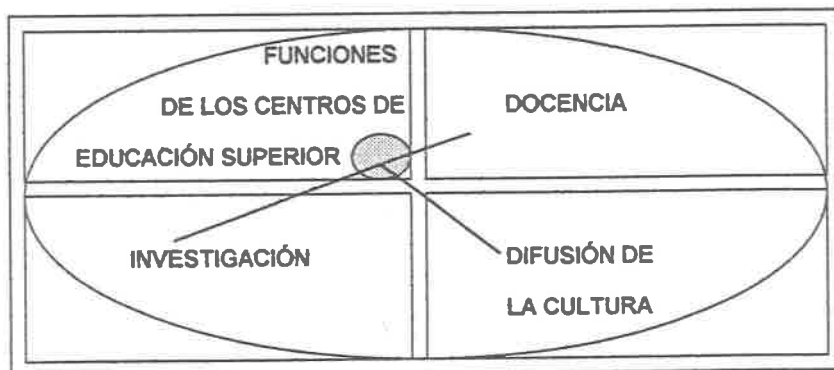 FUNCIONES
DE LOS CENTROS DE
EDUCACIÓN SUPERIOR
DOCENCIA
INVESTIGACIÓN
DIFUSIÓN DE
LA CULTURA